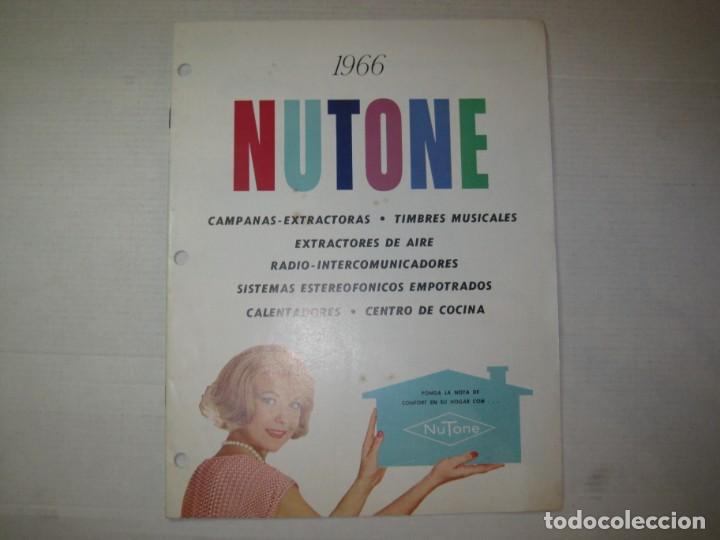 1966
NUTONE
CAMPANAS-EXTRACTORAS • TIMBRES MUSICALES
EXTRACTORES DE AIRE
RADIO-INTERCOMUNICADORES
SISTEMAS ESTEREOFONICOS EMPOTRADOS
CALENTADORES • CENTRO DE COCINA
PONGA LA NOTA DE
COMFORT EN SU HOGAR CON . . .
NuTone
todocoleccion